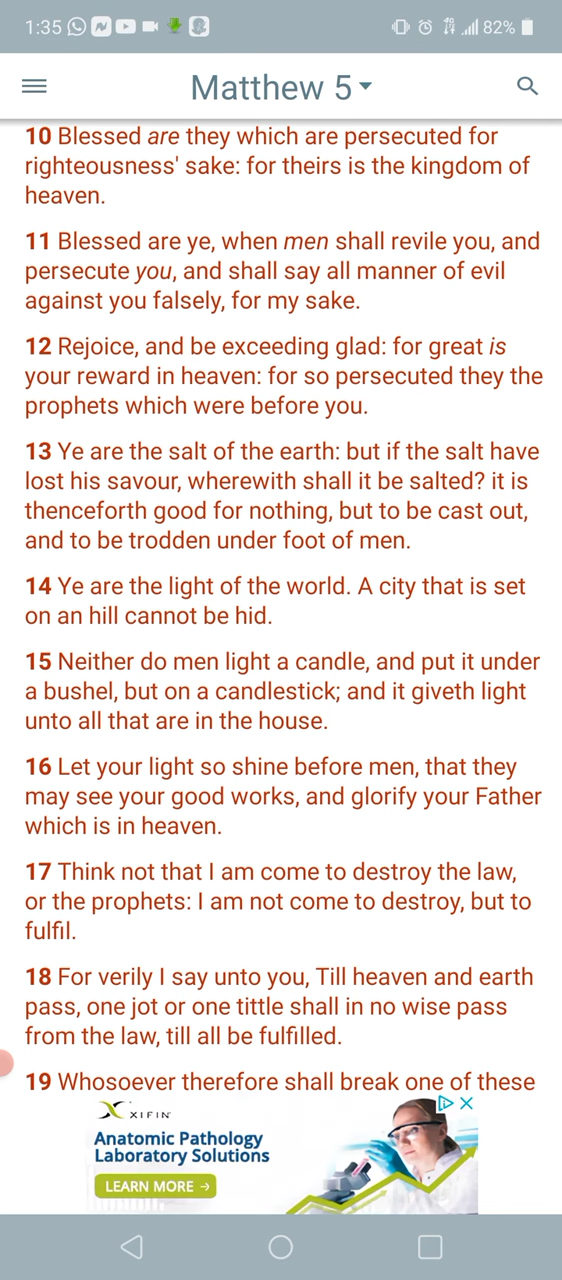 1:35
82%
Matthew 5
10 Blessed are they which are persecuted for
righteousness' sake: for theirs is the kingdom of
heaven.
11 Blessed are ye, when men shall revile you, and
persecute you, and shall say all manner of evil
against you falsely, for my sake.
12 Rejoice, and be exceeding glad: for great is
your reward in heaven: for so persecuted they the
prophets which were before you.
13 Ye are the salt of the earth: but if the salt have
lost his savour, wherewith shall it be salted? it is
thenceforth good for nothing, but to be cast out,
and to be trodden under foot of men.
14 Ye are the light of the world. A city that is set
on an hill cannot be hid.
15 Neither do men light a candle, and put it under
a bushel, but on a candlestick; and it giveth light
unto all that are in the house.
16 Let your light so shine before men, that they
may see your good works, and glorify your Father
which is in heaven.
17 Think not that I am come to destroy the law,
or the prophets: I am not come to destroy, but to
fulfil.
18 For verily I say unto you, Till heaven and earth
pass, one jot or one tittle shall in no wise pass
from the law, till all be fulfilled.
19 Whosoever therefore shall break one of these
XIFIN
Anatomic Pathology
Laboratory Solutions
LEARN MORE →